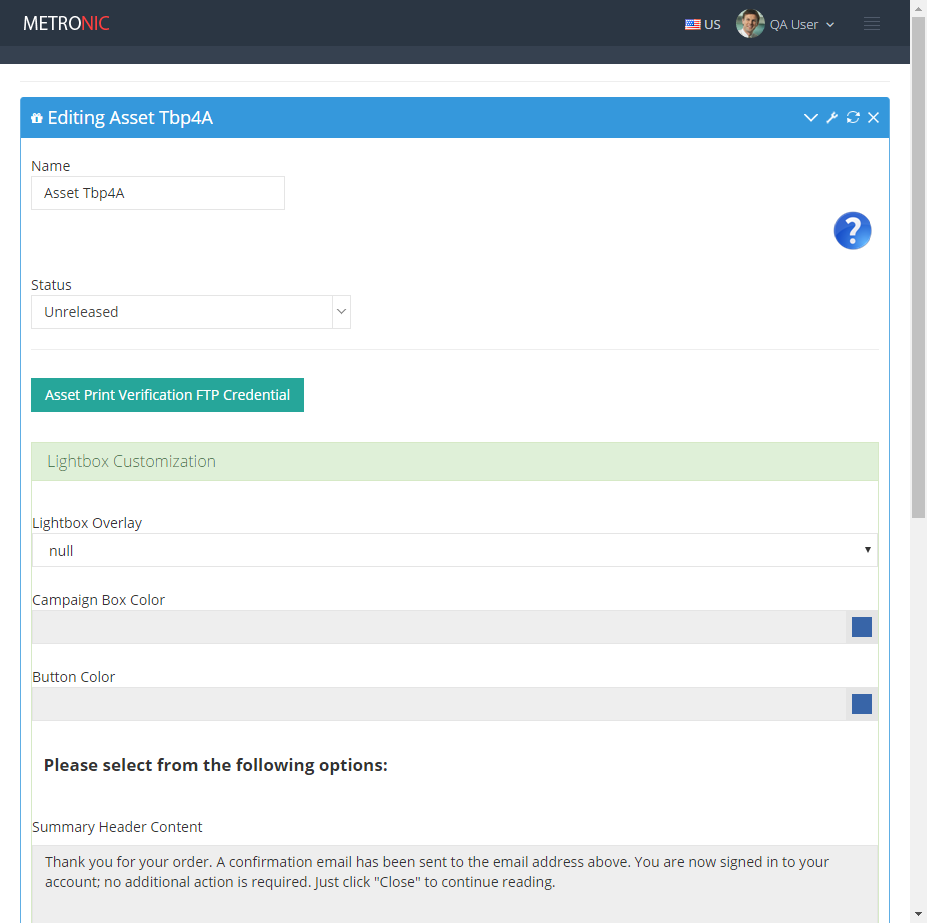 METRONIC
US QA User
Editing Asset Tbp4A
Name
Asset Tbp4A
?
Status
Unreleased
Asset Print Verification FTP Credential
Lightbox Customization
Lightbox Overlay
null
Campaign Box Color
Button Color
Please select from the following options:
Summary Header Content
Thank you for your order. A confirmation email has been sent to the email address above. You are now signed in to your
account; no additional action is required. Just click "Close" to continue reading.